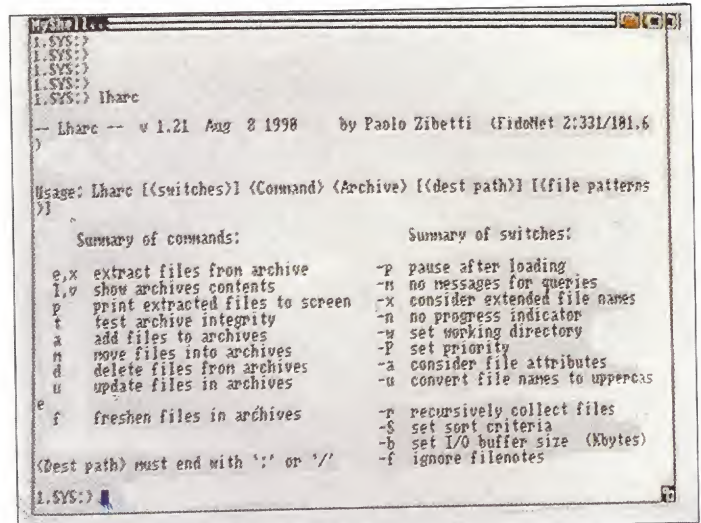 MyShell..
1.SYS:>
1.SYS:>
1.SYS:>
1.SYS:>
1.SYS:> lharc
-- Lharc -- v 1.21 Aug 8 1990 by Paolo Zibetti (FidoNet 2:331/101.6
)
Usage: Lharc [<switches>] <Command> <Archive> [<dest path>] [<file patterns
>]
Summary of commands: Summary of switches:
e,x extract files from archive -p pause after loading
l,v show archives contents -m no messages for queries
p print extracted files to screen -x consider extended file names
t test archive integrity -n no progress indicator
a add files to archives -w set working directory
m move files into archives -P set priority
d delete files from archives -a consider file attributes
u update files in archives -u convert file names to uppercas
e
f freshen files in archives -r recursively collect files
-S set sort criteria
-b set I/O buffer size (Kbytes)
<Dest path> must end with ':' or '/' -f ignore filenotes
1.SYS:>